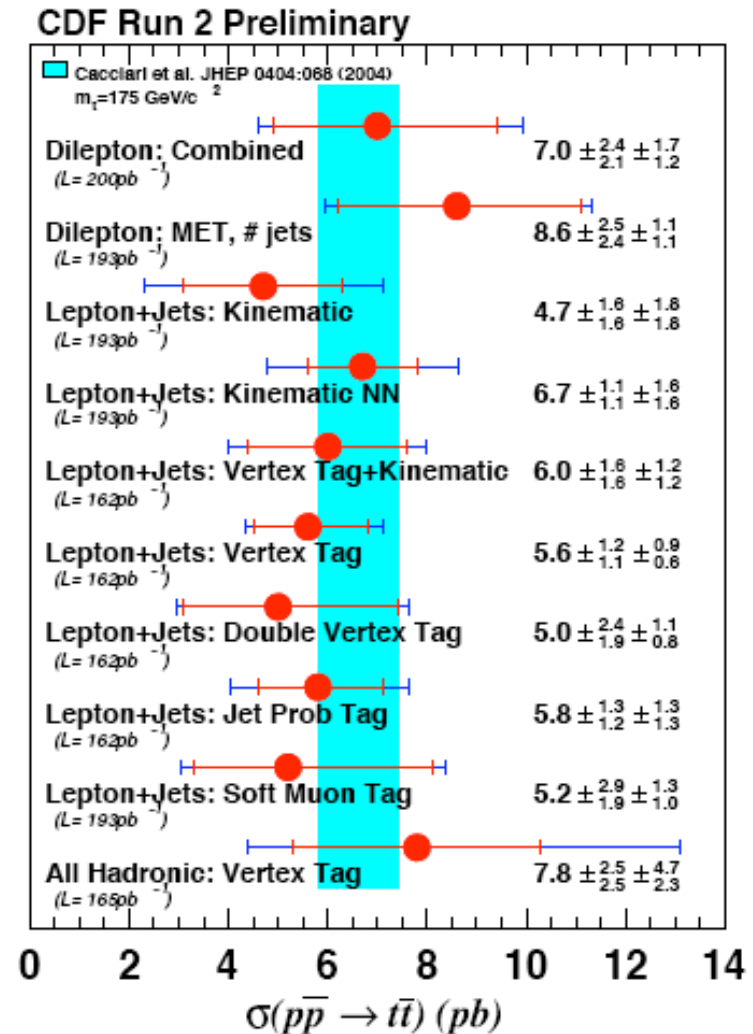 CDF Run 2 Preliminary
Cacciari et al. JHEP 0404:068 (2004)
mₜ=175 GeV/c ²
Dilepton: Combined 7.0 ± 2.4 2.1 ± 1.7 1.2
(L= 200pb ⁻¹)
Dilepton: MET, # jets 8.6 ± 2.5 2.4 ± 1.1 1.1
(L= 193pb ⁻¹)
Lepton+Jets: Kinematic 4.7 ± 1.6 1.6 ± 1.8 1.8
(L= 193pb ⁻¹)
Lepton+Jets: Kinematic NN 6.7 ± 1.1 1.1 ± 1.6 1.6
(L= 193pb ⁻¹)
Lepton+Jets: Vertex Tag+Kinematic 6.0 ± 1.6 1.6 ± 1.2 1.2
(L= 162pb ⁻¹)
Lepton+Jets: Vertex Tag 5.6 ± 1.2 1.1 ± 0.9 0.6
(L= 162pb ⁻¹)
Lepton+Jets: Double Vertex Tag 5.0 ± 2.4 1.9 ± 1.1 0.8
(L= 162pb ⁻¹)
Lepton+Jets: Jet Prob Tag 5.8 ± 1.3 1.2 ± 1.3 1.3
(L= 162pb ⁻¹)
Lepton+Jets: Soft Muon Tag 5.2 ± 2.9 1.9 ± 1.3 1.0
(L= 193pb ⁻¹)
All Hadronic: Vertex Tag 7.8 ± 2.5 2.5 ± 4.7 2.3
(L= 165pb ⁻¹)
0 2 4 6 8 10 12 14
σ(pp̅ → tt̅) (pb)